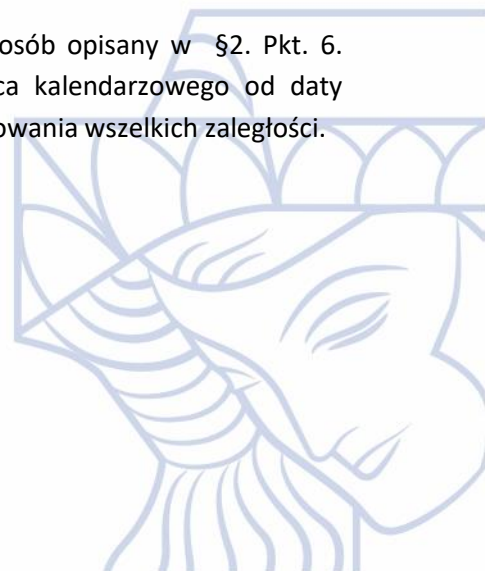 osób opisany w §2. Pkt. 6.
ca kalendarzowego od daty
owania wszelkich zaległości.